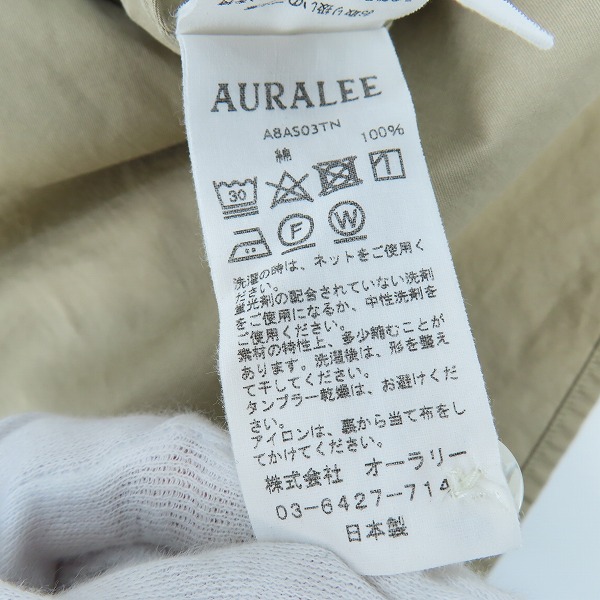 AURALEE
A8AS03TN
綿 100%
30
F W
洗濯の時は、ネットをご使用く
ださい。
蛍光剤の配合されていない洗剤
をご使用になるか、中性洗剤を
ご使用ください。
素材の特性上、多少縮むことが
あります。洗濯後は、形を整え
て干してください。
タンブラー乾燥は、お避けくだ
さい。
アイロンは、裏から当て布をし
てかけてください。
株式会社 オーラリー
03-6427-714
日本製